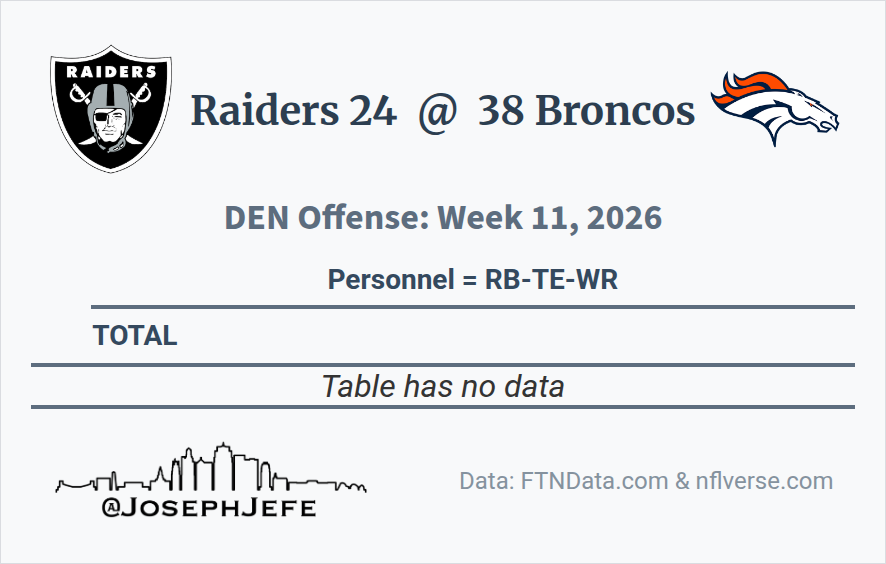 RAIDERS
Raiders 24 @ 38 Broncos
DEN Offense: Week 11, 2026
Personnel = RB-TE-WR
TOTAL
Table has no data
@JosephJefe
Data: FTNData.com & nflverse.com